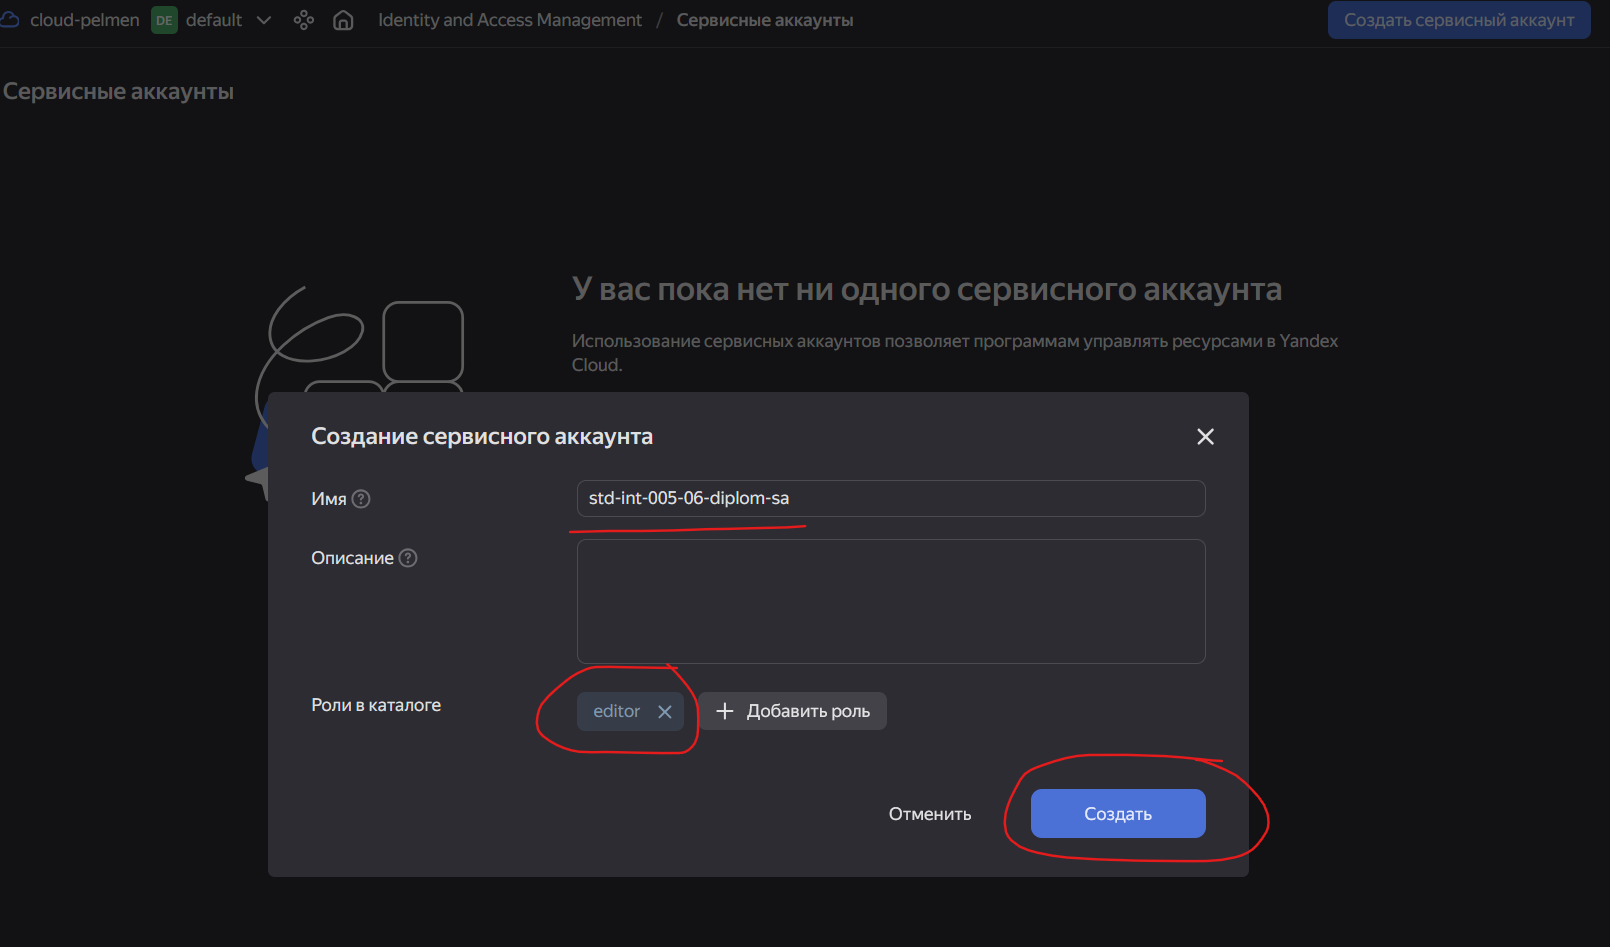 cloud-pelmen DE default Identity and Access Management / Сервисные аккаунты Создать сервисный аккаунт
Сервисные аккаунты
У вас пока нет ни одного сервисного аккаунта
Использование сервисных аккаунтов позволяет программам управлять ресурсами в Yandex
Cloud.
Создание сервисного аккаунта
Имя ? std-int-005-06-diplom-sa
Описание ?
Роли в каталоге editor Добавить роль
Отменить Создать